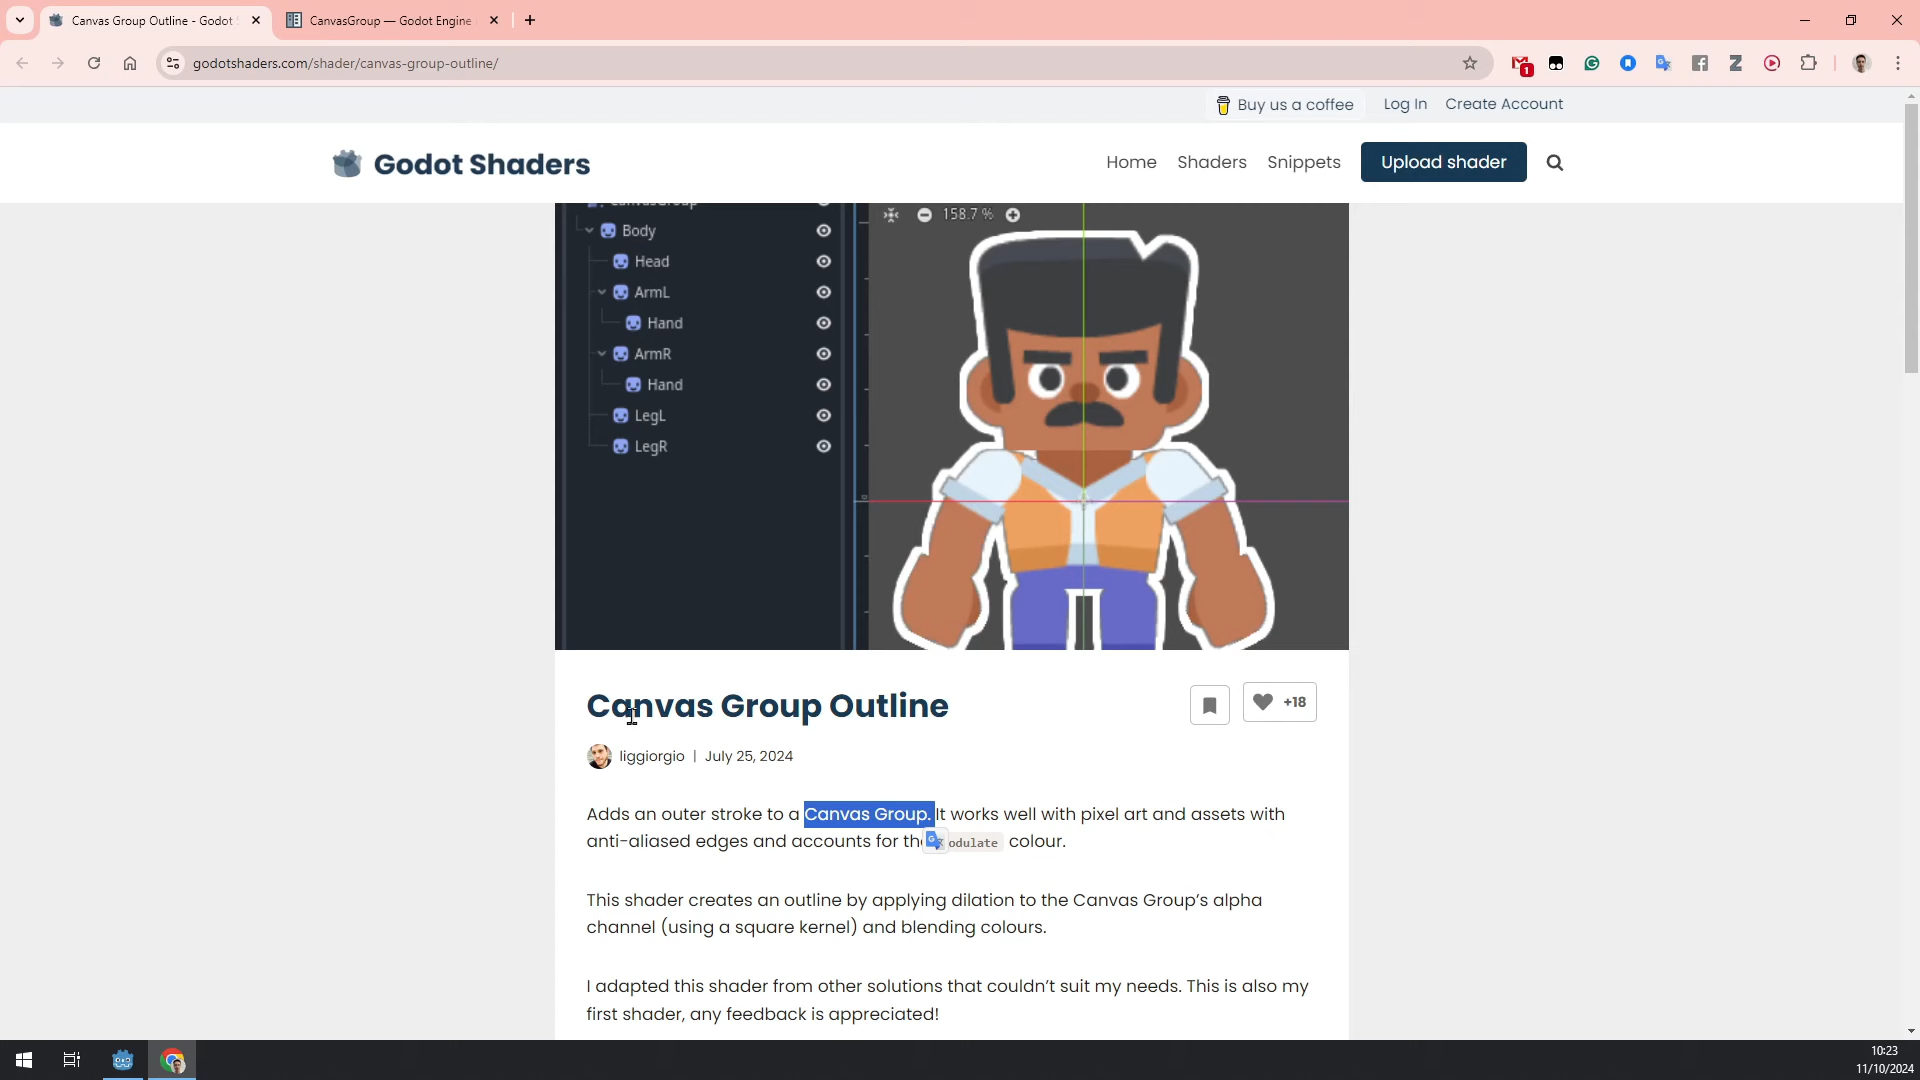 Canvas Group Outline - Godot
CanvasGroup — Godot Engine
godotshaders.com/shader/canvas-group-outline/
1
Buy us a coffee
Log In
Create Account
Godot Shaders
Home
Shaders
Snippets
Upload shader
CanvasGroup
158.7 %
Body
Head
ArmL
Hand
ArmR
Hand
LegL
LegR
Canvas Group Outline
+18
liggiorgio | July 25, 2024
Adds an outer stroke to a Canvas Group. It works well with pixel art and assets with
anti-aliased edges and accounts for the odulate colour.
This shader creates an outline by applying dilation to the Canvas Group's alpha
channel (using a square kernel) and blending colours.
I adapted this shader from other solutions that couldn't suit my needs. This is also my
first shader, any feedback is appreciated!
10:23
11/10/2024